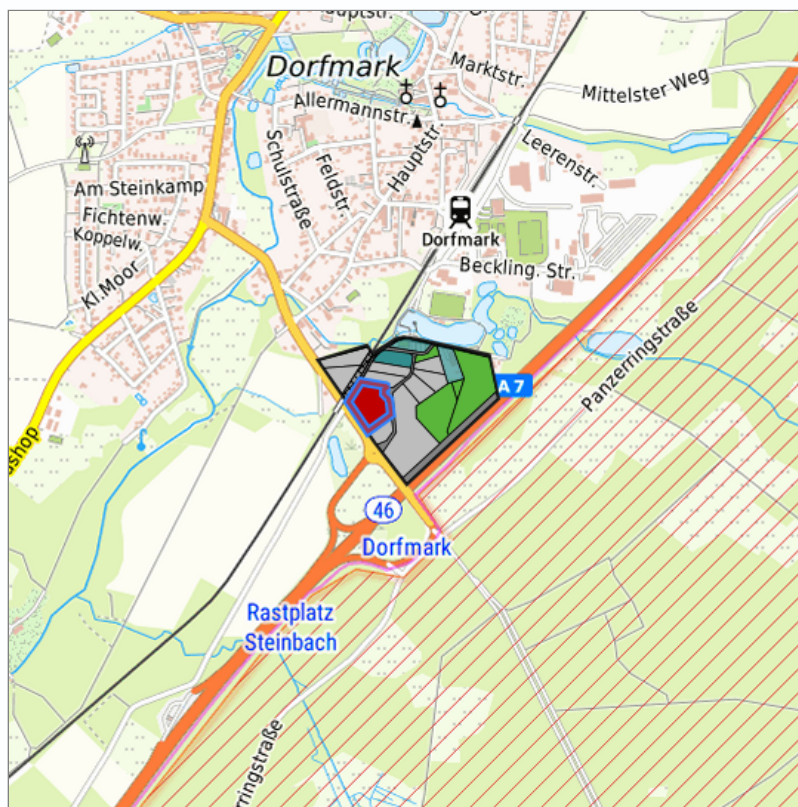 Hauptstr.
Dorfmark
Marktstr.
Mittelster Weg
Allermannstr.
Leerenstr.
Schulstraße
Feldstr.
Hauptstr.
Am Steinkamp
Fichtenw.
Koppelw.
Dorfmark
Beckling. Str.
Kl.Moor
Panzerringstraße
A 7
46
Dorfmark
Rastplatz
Steinbach